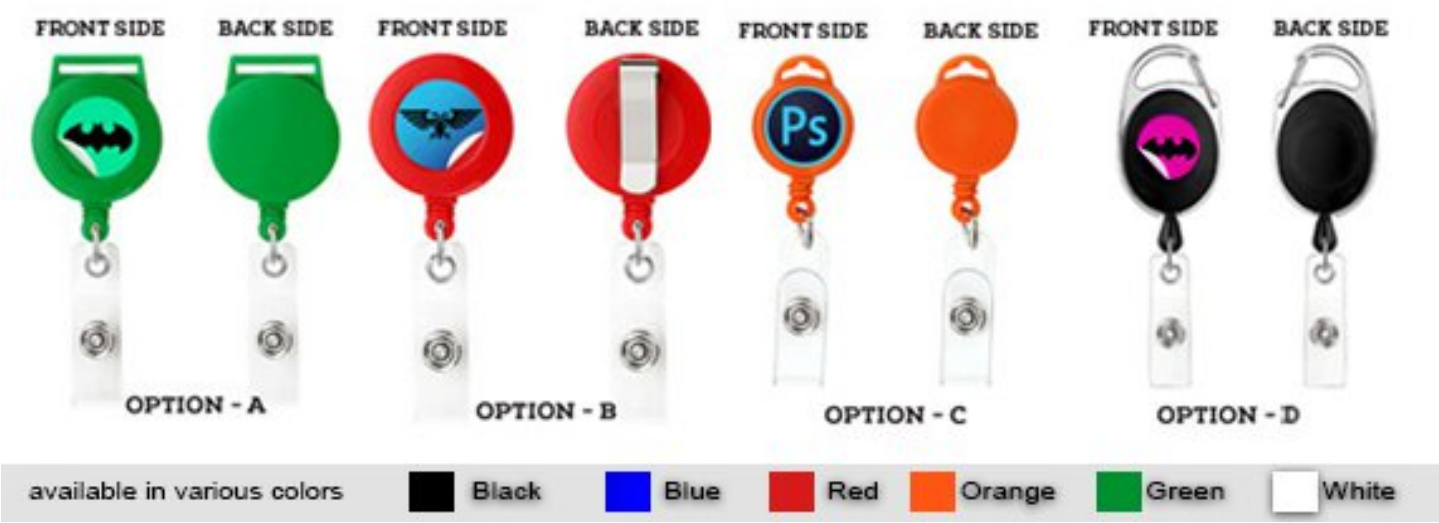 FRONT SIDE BACK SIDE FRONT SIDE BACK SIDE FRONT SIDE BACK SIDE FRONT SIDE BACK SIDE
Ps
OPTION - A OPTION - B OPTION - C OPTION - D
available in various colors Black Blue Red Orange Green White